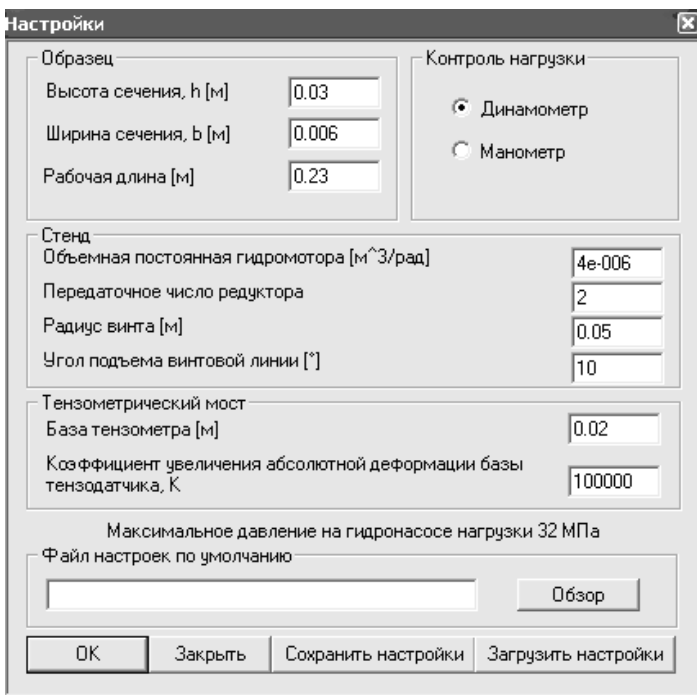 Настройки
Образец
Высота сечения, h [м]
0.03
Ширина сечения, b [м]
0.006
Рабочая длина [м]
0.23
Контроль нагрузки
Динамометр
Манометр
Стенд
Объемная постоянная гидромотора [м^3/рад]
4e-006
Передаточное число редуктора
2
Радиус винта [м]
0.05
Угол подъема винтовой линии [°]
10
Тензометрический мост
База тензометра [м]
0.02
Коэффициент увеличения абсолютной деформации базы
тензодатчика, К
100000
Максимальное давление на гидронасосе нагрузки 32 МПа
Файл настроек по умолчанию
Обзор
OK
Закрыть
Сохранить настройки
Загрузить настройки